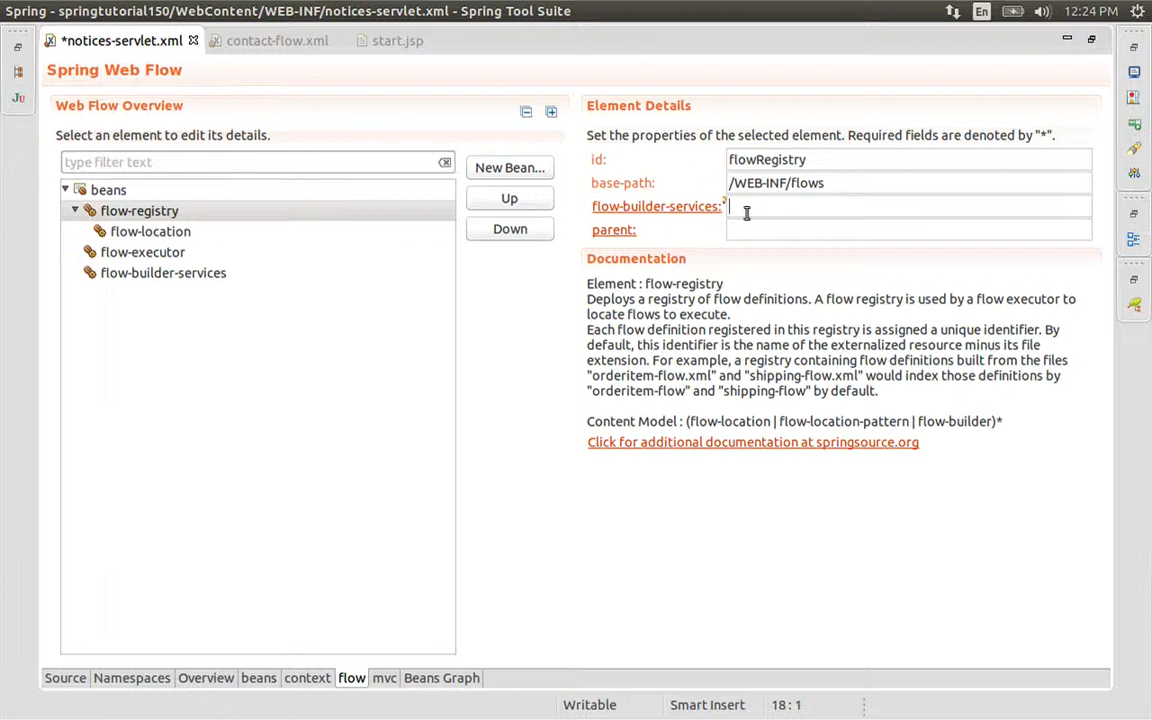 Spring - springtutorial150/WebContent/WEB-INF/notices-servlet.xml - Spring Tool Suite
En
12:24 PM
*notices-servlet.xml
contact-flow.xml
start.jsp
Spring Web Flow
Web Flow Overview
Select an element to edit its details.
type filter text
New Bean...
Up
Down
beans
flow-registry
flow-location
flow-executor
flow-builder-services
Element Details
Set the properties of the selected element. Required fields are denoted by "*".
id: flowRegistry
base-path: /WEB-INF/flows
flow-builder-services:
parent:
Documentation
Element : flow-registry
Deploys a registry of flow definitions. A flow registry is used by a flow executor to
locate flows to execute.
Each flow definition registered in this registry is assigned a unique identifier. By
default, this identifier is the name of the externalized resource minus its file
extension. For example, a registry containing flow definitions built from the files
"orderitem-flow.xml" and "shipping-flow.xml" would index those definitions by
"orderitem-flow" and "shipping-flow" by default.
Content Model : (flow-location | flow-location-pattern | flow-builder)*
Click for additional documentation at springsource.org
Source Namespaces Overview beans context flow mvc Beans Graph
Writable Smart Insert 18 : 1
Ju